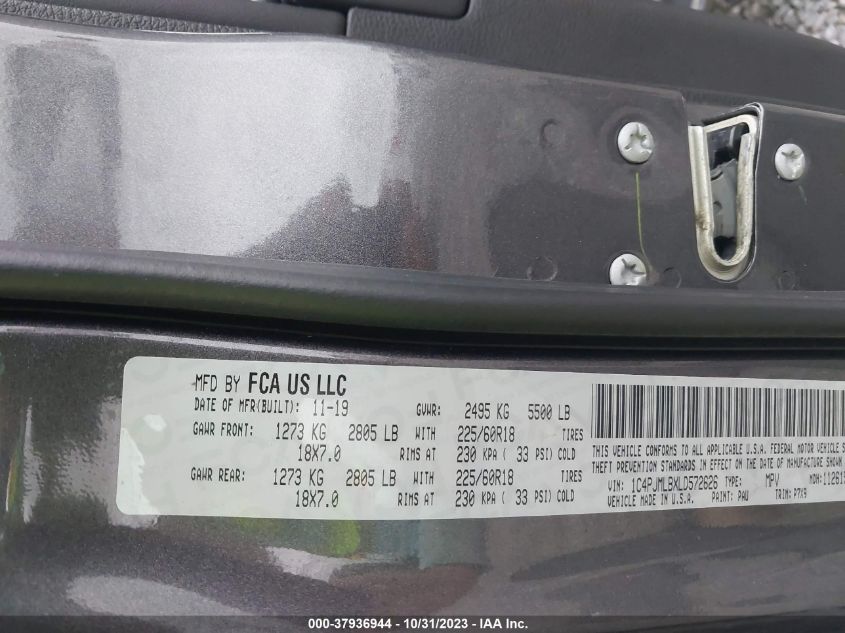 MFD BY FCA US LLC
DATE OF MFR(BUILT): 11-19 GVWR: 2495 KG 5500 LB
GAWR FRONT: 1273 KG 2805 LB WITH 225/60R18 TIRES
18X7.0 RIMS AT 230 KPA ( 33 PSI) COLD
GAWR REAR: 1273 KG 2805 LB WITH 225/60R18 TIRES
18X7.0 RIMS AT 230 KPA ( 33 PSI) COLD
THIS VEHICLE CONFORMS TO ALL APPLICABLE U.S.A. FEDERAL MOTOR VEHICLE
THEFT PREVENTION STANDARDS IN EFFECT ON THE DATE OF MANUFACTURE SHOWN
VIN: 1C4PJMLBXLD572626 TYPE: MPV MDH:
VEHICLE MADE IN U.S.A. PAINT: PAU TRIM: P7X9
000-37936944 / 10/31/2023 - IAA Inc.